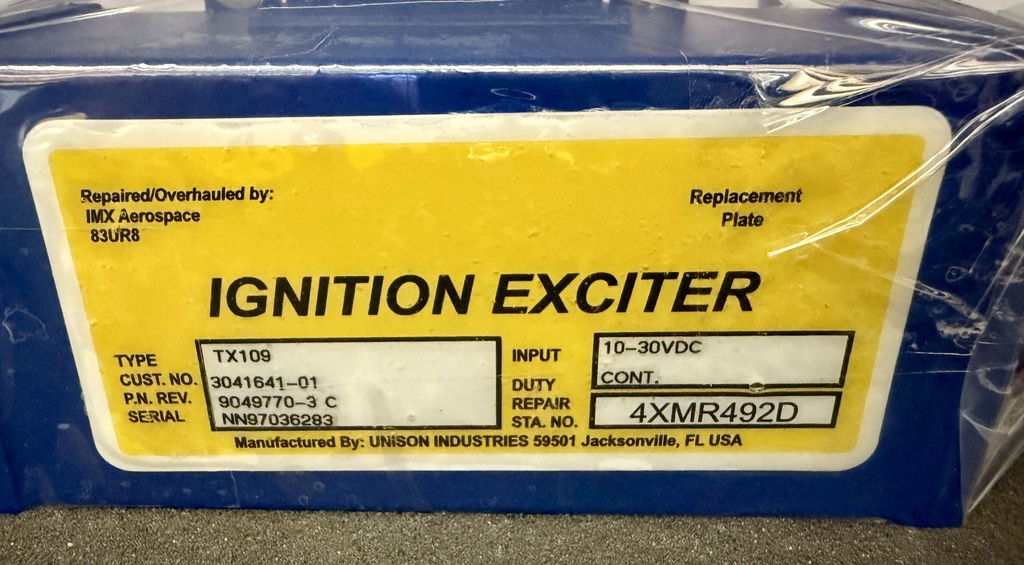 Repaired/Overhauled by:
IMX Aerospace
83UR8
Replacement
Plate
IGNITION EXCITER
TYPE TX109
CUST. NO. 3041641-01
P.N. REV. 9049770-3 C
SERIAL NN97036283
INPUT 10-30VDC
DUTY CONT.
REPAIR
STA. NO. 4XMR492D
Manufactured By: UNISON INDUSTRIES 59501 Jacksonville, FL USA